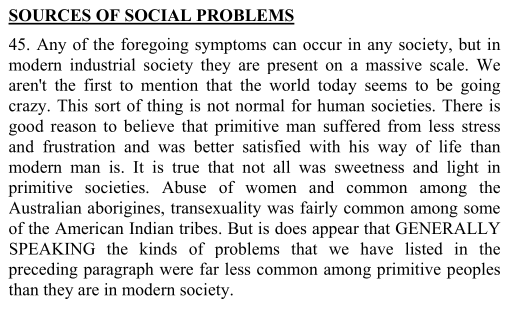 SOURCES OF SOCIAL PROBLEMS
45. Any of the foregoing symptoms can occur in any society, but in
modern industrial society they are present on a massive scale. We
aren't the first to mention that the world today seems to be going
crazy. This sort of thing is not normal for human societies. There is
good reason to believe that primitive man suffered from less stress
and frustration and was better satisfied with his way of life than
modern man is. It is true that not all was sweetness and light in
primitive societies. Abuse of women and common among the
Australian aborigines, transexuality was fairly common among some
of the American Indian tribes. But is does appear that GENERALLY
SPEAKING the kinds of problems that we have listed in the
preceding paragraph were far less common among primitive peoples
than they are in modern society.